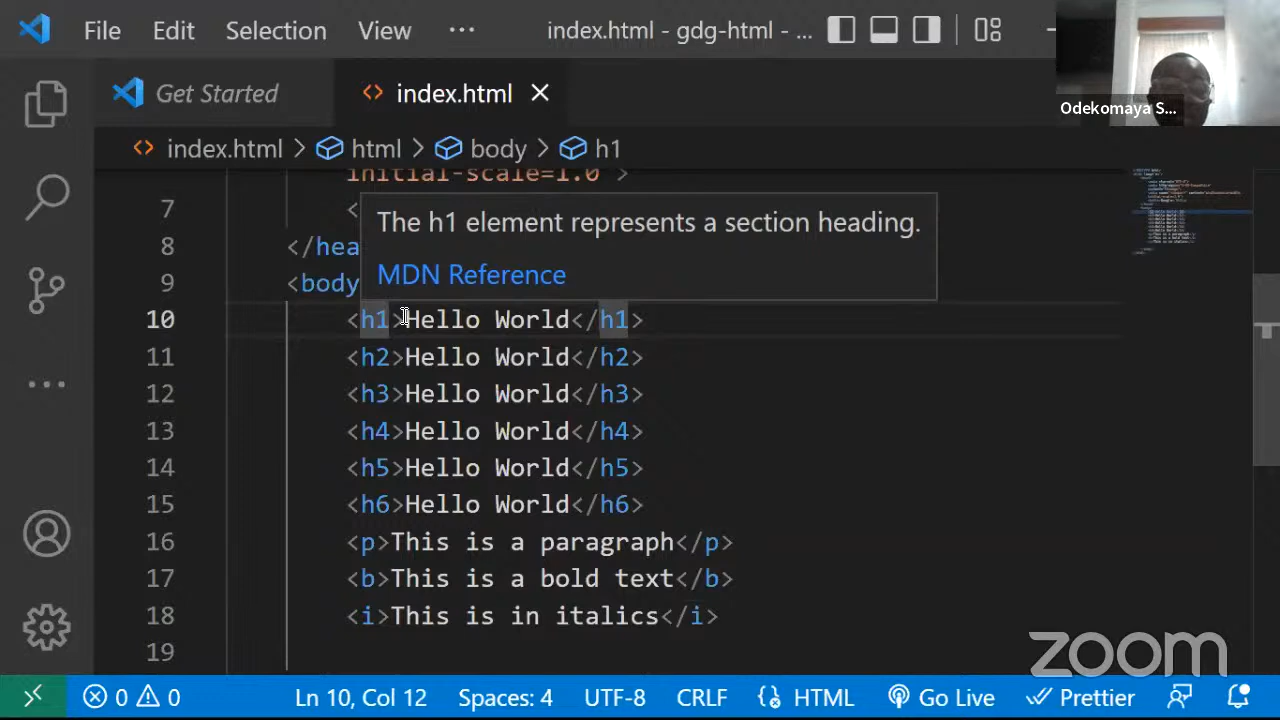 File Edit Selection View ··· index.html - gdg-html - ...
Odekomaya S...
Get Started index.html
index.html > html > body > h1
initial-scale=1.0">
7 <
8 </hea
9 <body
The h1 element represents a section heading.
MDN Reference
10 <h1>Hello World</h1>
11 <h2>Hello World</h2>
12 <h3>Hello World</h3>
13 <h4>Hello World</h4>
14 <h5>Hello World</h5>
15 <h6>Hello World</h6>
16 <p>This is a paragraph</p>
17 <b>This is a bold text</b>
18 <i>This is in italics</i>
19
zoom
0 0 Ln 10, Col 12 Spaces: 4 UTF-8 CRLF HTML Go Live Prettier